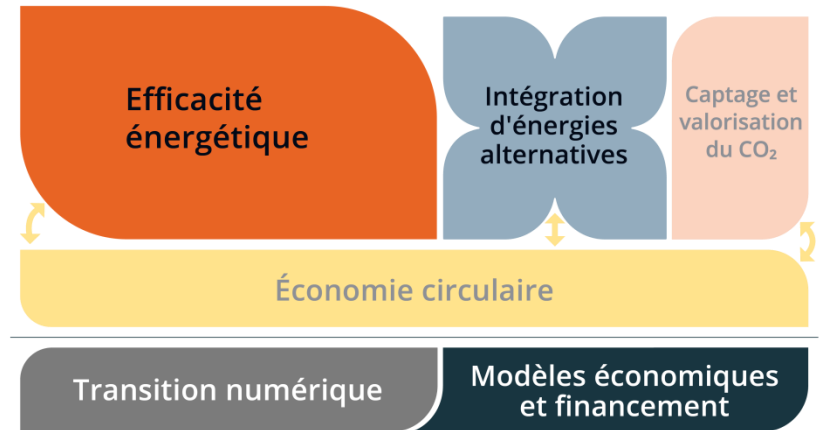 Efficacité
énergétique
Intégration
d'énergies
alternatives
Captage et
valorisation
du CO₂
Économie circulaire
Transition numérique
Modèles économiques
et financement